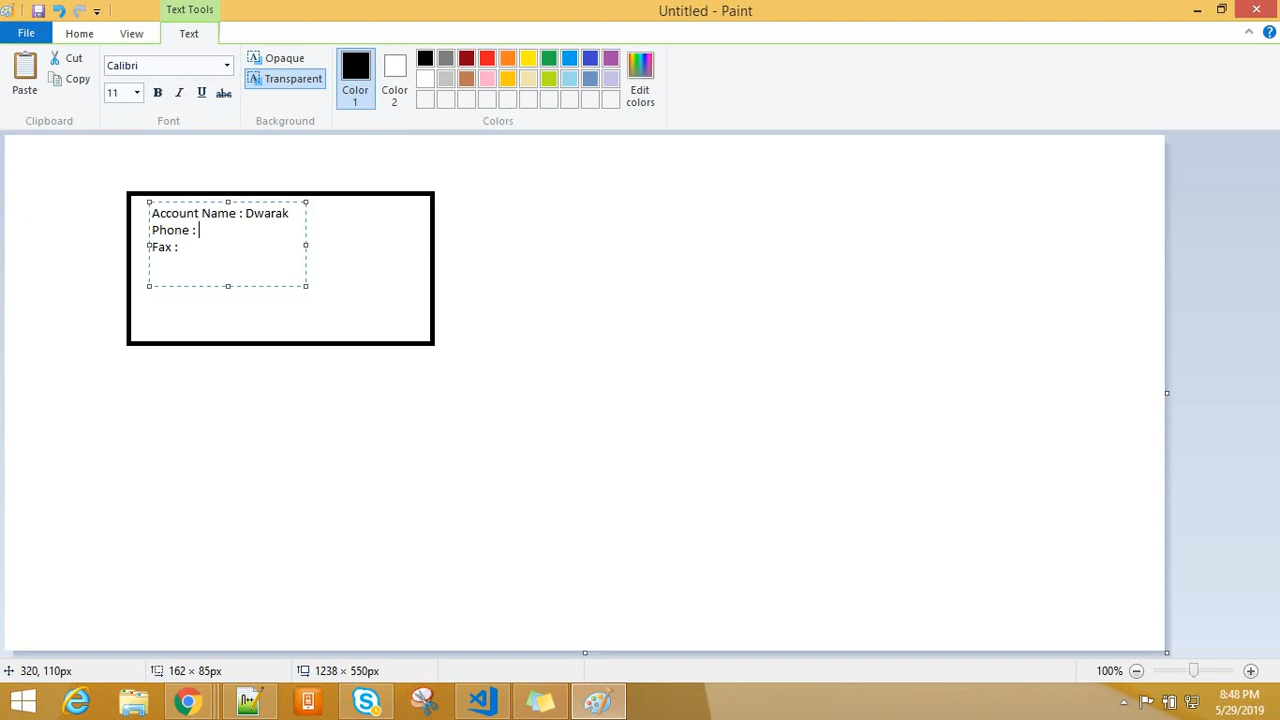 Text Tools
Untitled - Paint
File
Home
View
Text
Paste
Cut
Copy
Clipboard
Calibri
11
B I U abc
Font
Opaque
Transparent
Background
Color 1
Color 2
Edit colors
Colors
Account Name : Dwarak
Phone :
Fax :
320, 110px
162 × 85px
1238 × 550px
100%
8:48 PM
5/29/2019